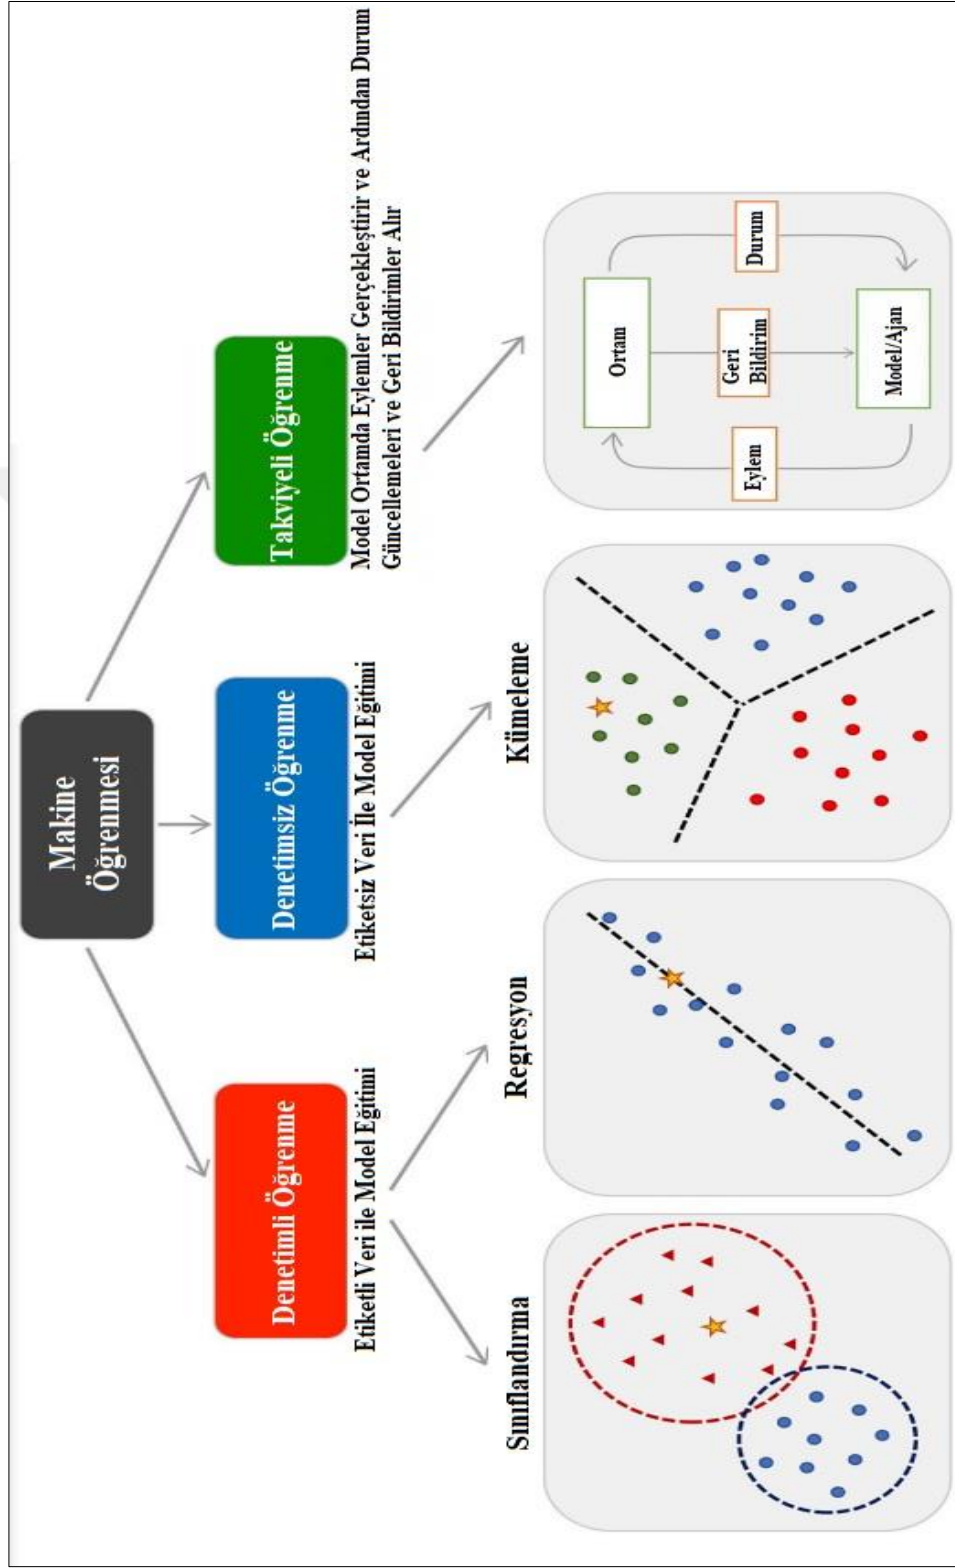 Makine
Öğrenmesi
Denetimli Öğrenme
Etiketli Veri ile Model Eğitimi
Denetimsiz Öğrenme
Etiketsiz Veri İle Model Eğitimi
Takviyeli Öğrenme
Model Ortamda Eylemler Gerçekleştirir ve Ardından Durum
Güncellemeleri ve Geri Bildirimler Alır
Sınıflandırma
Regresyon
Kümeleme
Ortam
Eylem
Geri
Bildirim
Durum
Model/Ajan